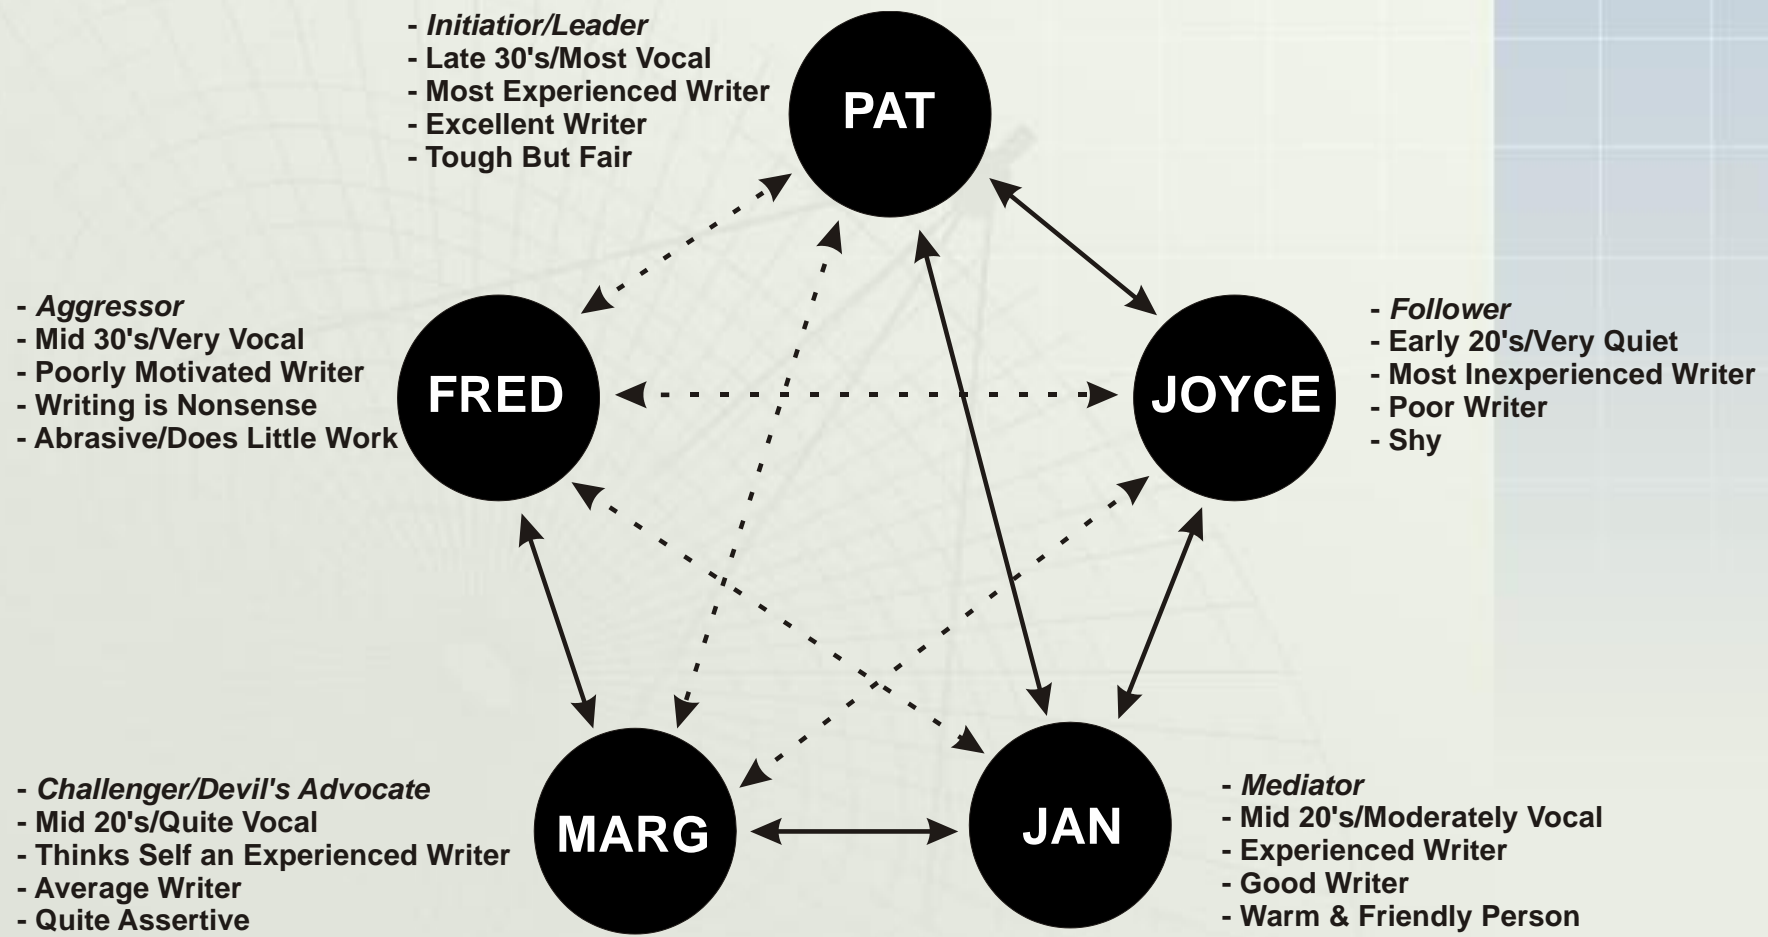 - Initiatior/Leader
- Late 30's/Most Vocal
- Most Experienced Writer
- Excellent Writer
- Tough But Fair
PAT
- Aggressor
- Mid 30's/Very Vocal
- Poorly Motivated Writer
- Writing is Nonsense
- Abrasive/Does Little Work
FRED
JOYCE
- Follower
- Early 20's/Very Quiet
- Most Inexperienced Writer
- Poor Writer
- Shy
- Challenger/Devil's Advocate
- Mid 20's/Quite Vocal
- Thinks Self an Experienced Writer
- Average Writer
- Quite Assertive
MARG
JAN
- Mediator
- Mid 20's/Moderately Vocal
- Experienced Writer
- Good Writer
- Warm & Friendly Person